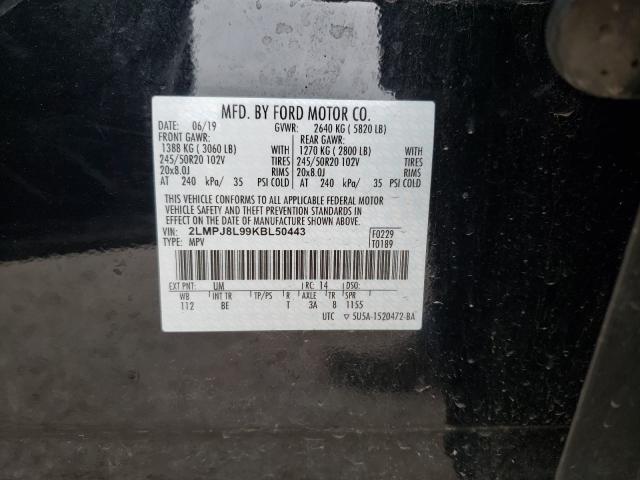 MFD. BY FORD MOTOR CO.
DATE: 06/19 GVWR: 2640 KG ( 5820 LB)
FRONT GAWR: REAR GAWR:
1388 KG ( 3060 LB) WITH 1270 KG ( 2800 LB) WITH
245/50R20 102V TIRES 245/50R20 102V TIRES
20x8.0J RIMS 20x8.0J RIMS
AT 240 kPa/ 35 PSI COLD AT 240 kPa/ 35 PSI COLD
THIS VEHICLE CONFORMS TO ALL APPLICABLE FEDERAL MOTOR
VEHICLE SAFETY AND THEFT PREVENTION STANDARDS IN
EFFECT ON THE DATE OF MANUFACTURE SHOWN ABOVE.
VIN: 2LMPJ8L99KBL50443 F0229
TYPE: MPV T0189
EXT PNT: UM RC: 14 DSO:
WB INT TR TP/PS R AXLE TR SPR
112 BE T 3A 8 1155
UTC ▽ 5U5A-1520472-BA